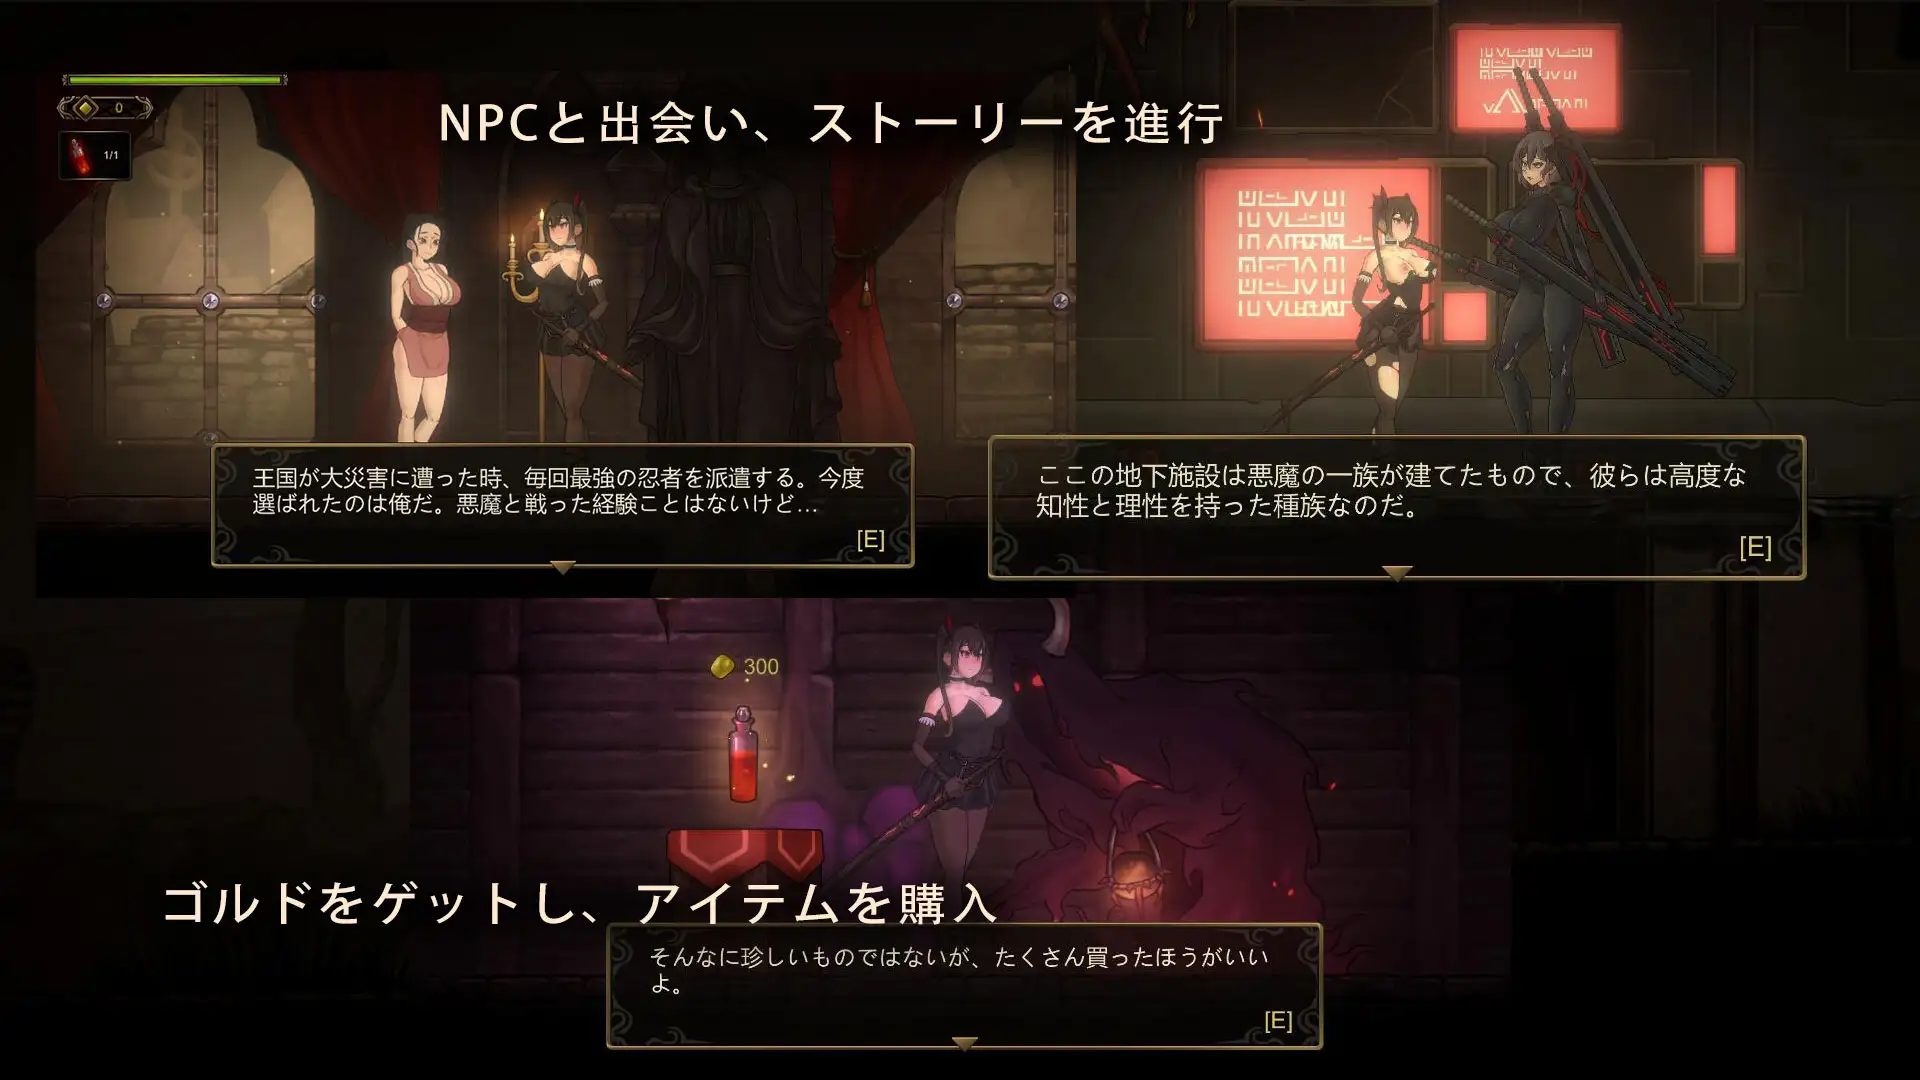 0
1/1
NPCと出会い、ストーリーを進行
王国が大災害に遭った時、毎回最強の忍者を派遣する。今度
選ばれたのは俺だ。悪魔と戦った経験ことはないけど…
[E]
ここの地下施設は悪魔の一族が建てたもので、彼らは高度な
知性と理性を持った種族なのだ。
[E]
300
ゴルドをゲットし、アイテムを購入
そんなに珍しいものではないが、たくさん買ったほうがいい
よ。
[E]